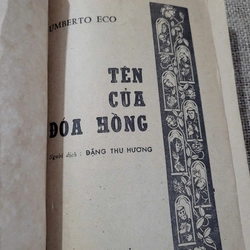 UMBERTO ECO
TÊN
CỦA
ĐÓA HỒNG
Người dịch : ĐẶNG THU HƯƠNG